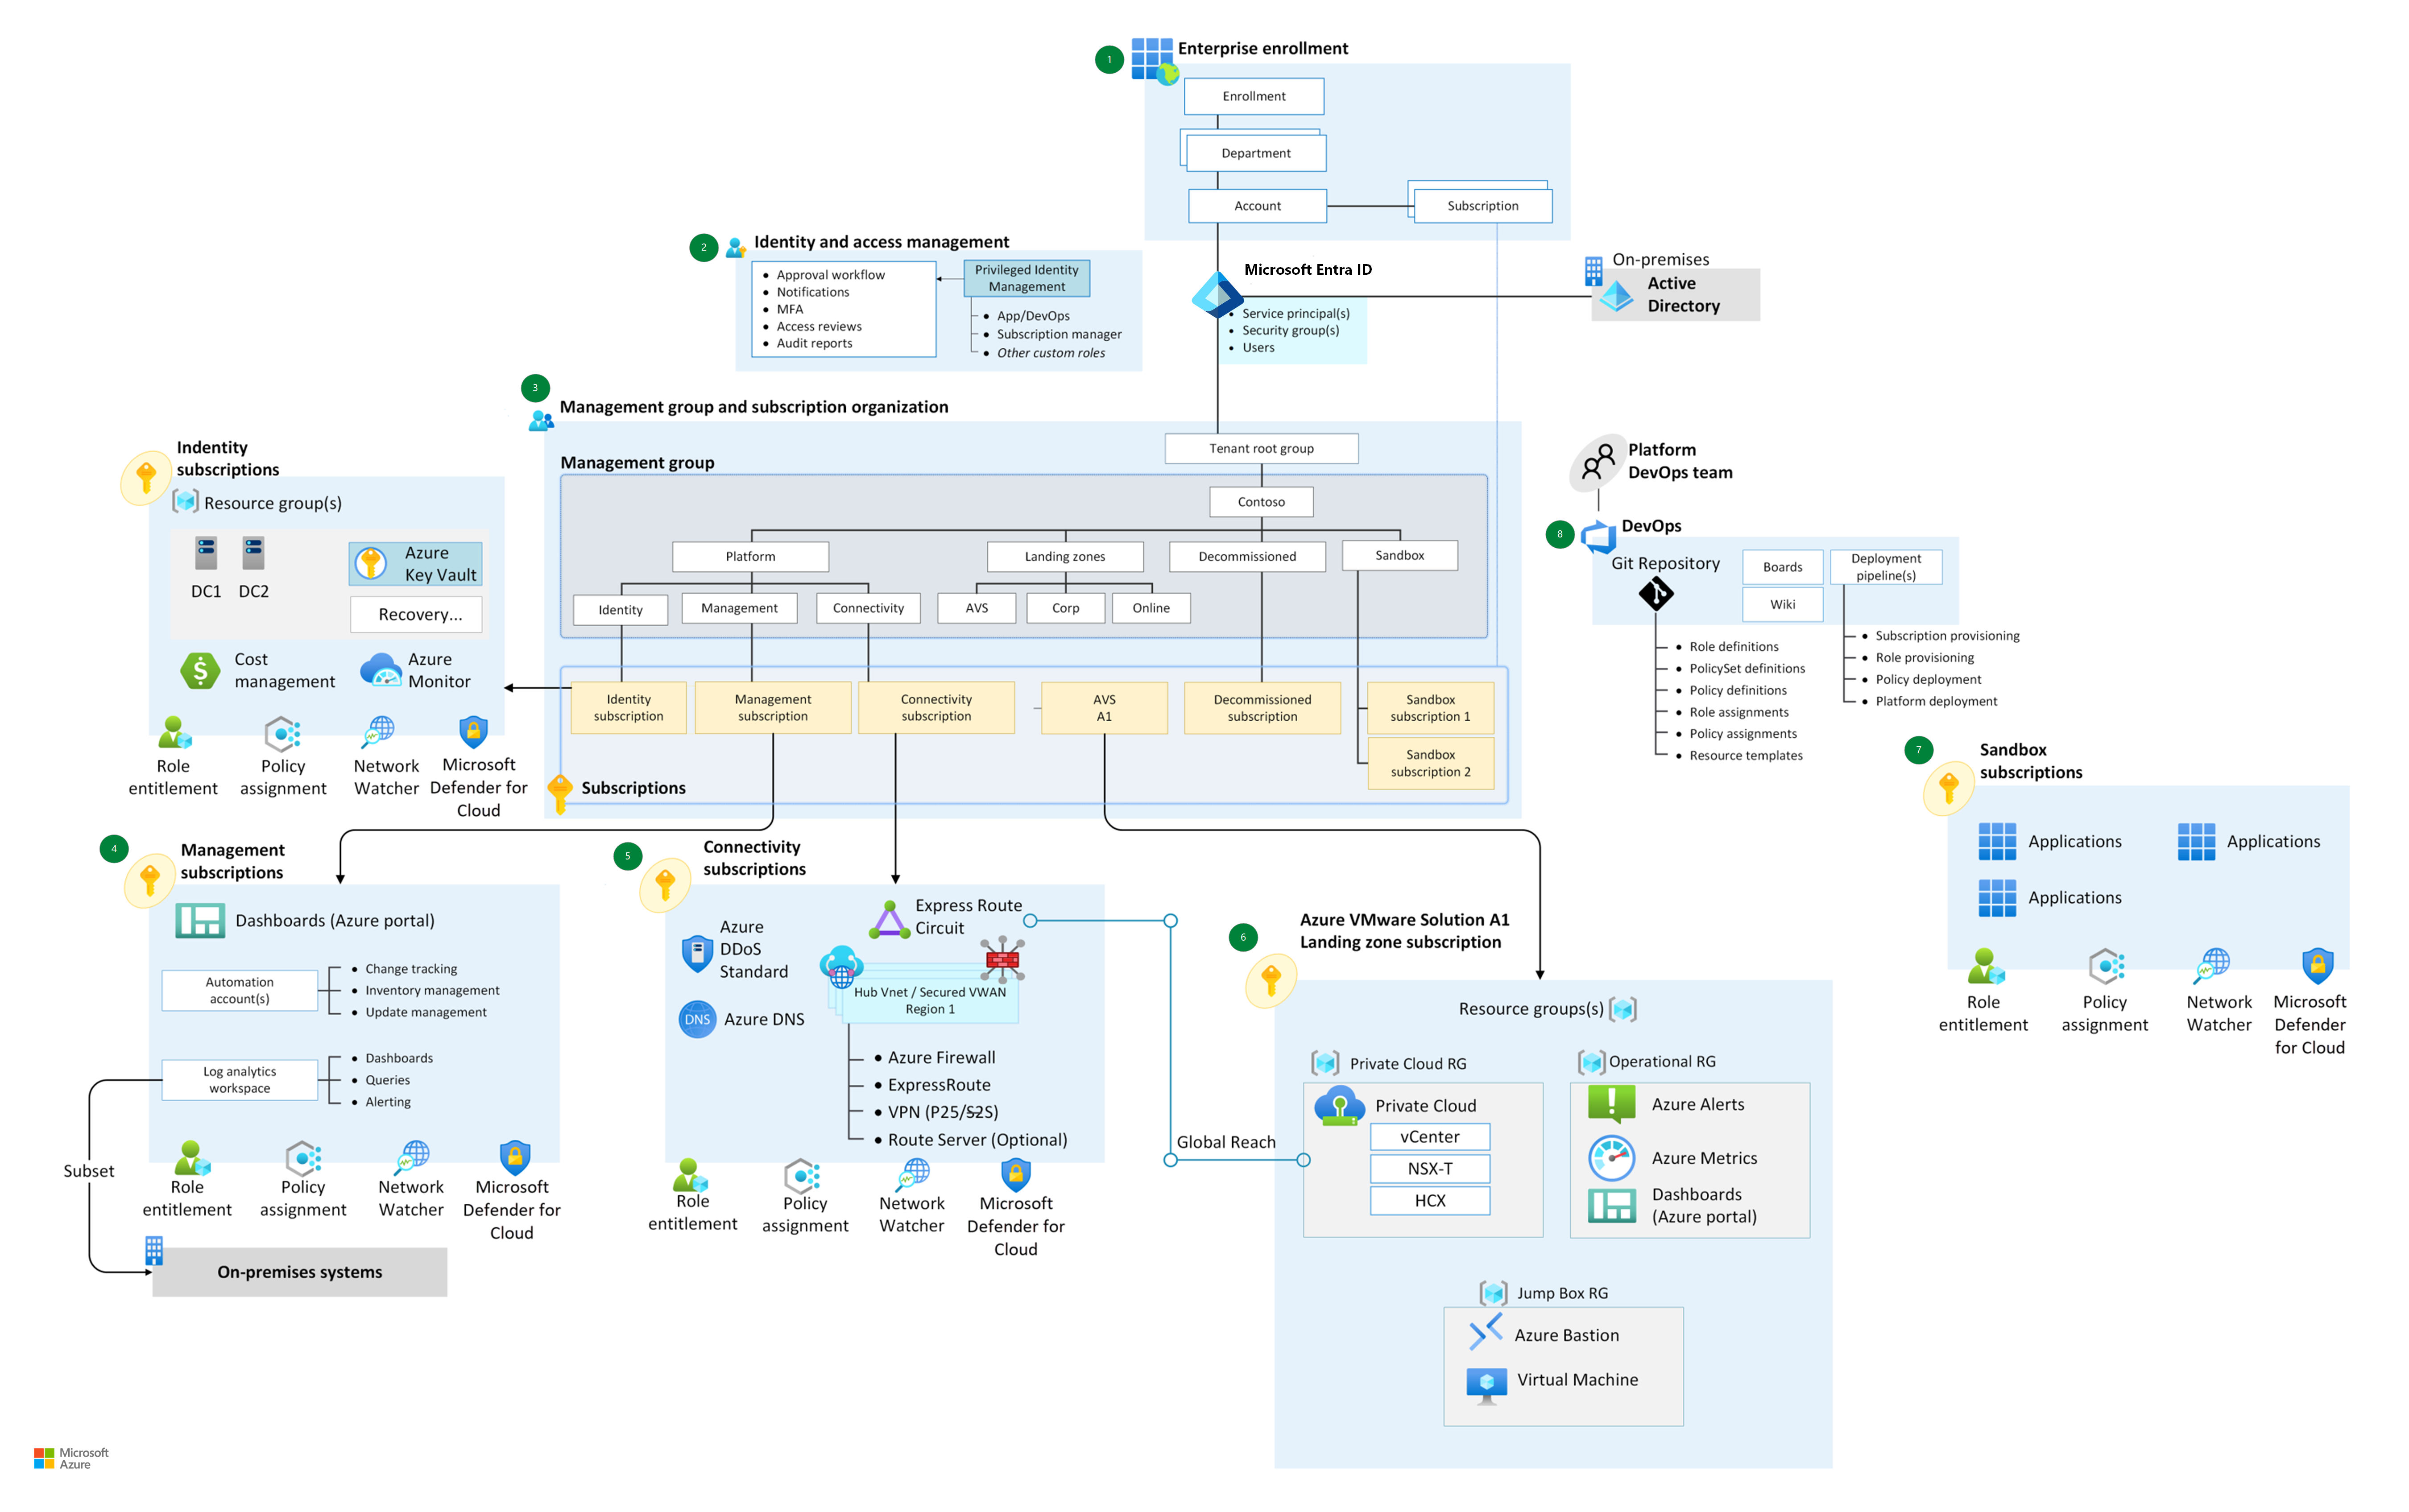 1
Enterprise enrollment
Enrollment
Department
Account
Subscription
2
Identity and access management
Approval workflow
Notifications
MFA
Access reviews
Audit reports
Privileged Identity
Management
App/DevOps
Subscription manager
Other custom roles
Microsoft Entra ID
Service principal(s)
Security group(s)
Users
On-premises
Active
Directory
3
Management group and subscription organization
Tenant root group
Management group
Contoso
Platform
Landing zones
Decommissioned
Sandbox
Identity
Management
Connectivity
AVS
Corp
Online
Identity
subscription
Management
subscription
Connectivity
subscription
AVS
A1
Decommissioned
subscription
Sandbox
subscription 1
Sandbox
subscription 2
Subscriptions
Indentity
subscriptions
Resource group(s)
DC1
DC2
Azure
Key Vault
Recovery...
Cost
management
Azure
Monitor
Role
entitlement
Policy
assignment
Network
Watcher
Microsoft
Defender for
Cloud
Platform
DevOps team
8
DevOps
Git Repository
Boards
Wiki
Deployment
pipeline(s)
Role definitions
PolicySet definitions
Policy definitions
Role assignments
Policy assignments
Resource templates
Subscription provisioning
Role provisioning
Policy deployment
Platform deployment
7
Sandbox
subscriptions
Applications
Applications
Applications
Role
entitlement
Policy
assignment
Network
Watcher
Microsoft
Defender
for Cloud
4
Management
subscriptions
Dashboards (Azure portal)
Automation
account(s)
Change tracking
Inventory management
Update management
Log analytics
workspace
Dashboards
Queries
Alerting
Subset
Role
entitlement
Policy
assignment
Network
Watcher
Microsoft
Defender for
Cloud
On-premises systems
5
Connectivity
subscriptions
Azure
DDoS
Standard
Express Route
Circuit
DNS
Azure DNS
Hub Vnet / Secured VWAN
Region 1
Azure Firewall
ExpressRoute
VPN (P25/S2S)
Route Server (Optional)
Role
entitlement
Policy
assignment
Network
Watcher
Microsoft
Defender for
Cloud
Global Reach
6
Azure VMware Solution A1
Landing zone subscription
Resource groups(s)
Private Cloud RG
Private Cloud
vCenter
NSX-T
HCX
Operational RG
Azure Alerts
Azure Metrics
Dashboards
(Azure portal)
Jump Box RG
Azure Bastion
Virtual Machine
Microsoft
Azure